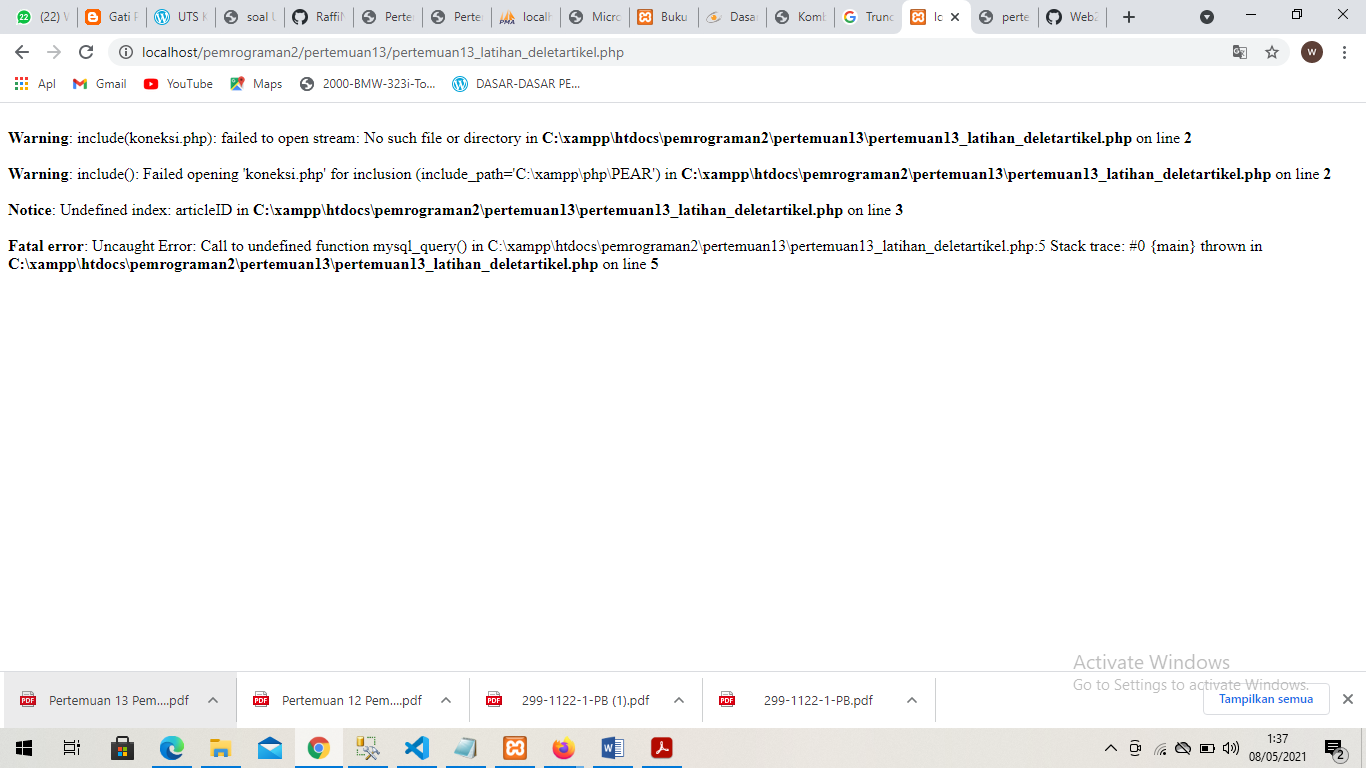 22 (22) W
Gati P
UTS K
soal U
RaffiN
Perte
Perte
PMA localh
Micro
Buku
Dasa
Komb
Trunc
lo
perte
Web2
localhost/pemrograman2/pertemuan13/pertemuan13_latihan_deletartikel.php
W
Apl Gmail YouTube Maps 2000-BMW-323i-To... DASAR-DASAR PE...
Warning: include(koneksi.php): failed to open stream: No such file or directory in C:\xampp\htdocs\pemrograman2\pertemuan13\pertemuan13_latihan_deletartikel.php on line 2
Warning: include(): Failed opening 'koneksi.php' for inclusion (include_path='C:\xampp\php\PEAR') in C:\xampp\htdocs\pemrograman2\pertemuan13\pertemuan13_latihan_deletartikel.php on line 2
Notice: Undefined index: articleID in C:\xampp\htdocs\pemrograman2\pertemuan13\pertemuan13_latihan_deletartikel.php on line 3
Fatal error: Uncaught Error: Call to undefined function mysql_query() in C:\xampp\htdocs\pemrograman2\pertemuan13\pertemuan13_latihan_deletartikel.php:5 Stack trace: #0 {main} thrown in
C:\xampp\htdocs\pemrograman2\pertemuan13\pertemuan13_latihan_deletartikel.php on line 5
Activate Windows
Go to Settings to activate Windows.
PDF Pertemuan 13 Pem....pdf
PDF Pertemuan 12 Pem....pdf
PDF 299-1122-1-PB (1).pdf
PDF 299-1122-1-PB.pdf
Tampilkan semua
1:37
08/05/2021
2